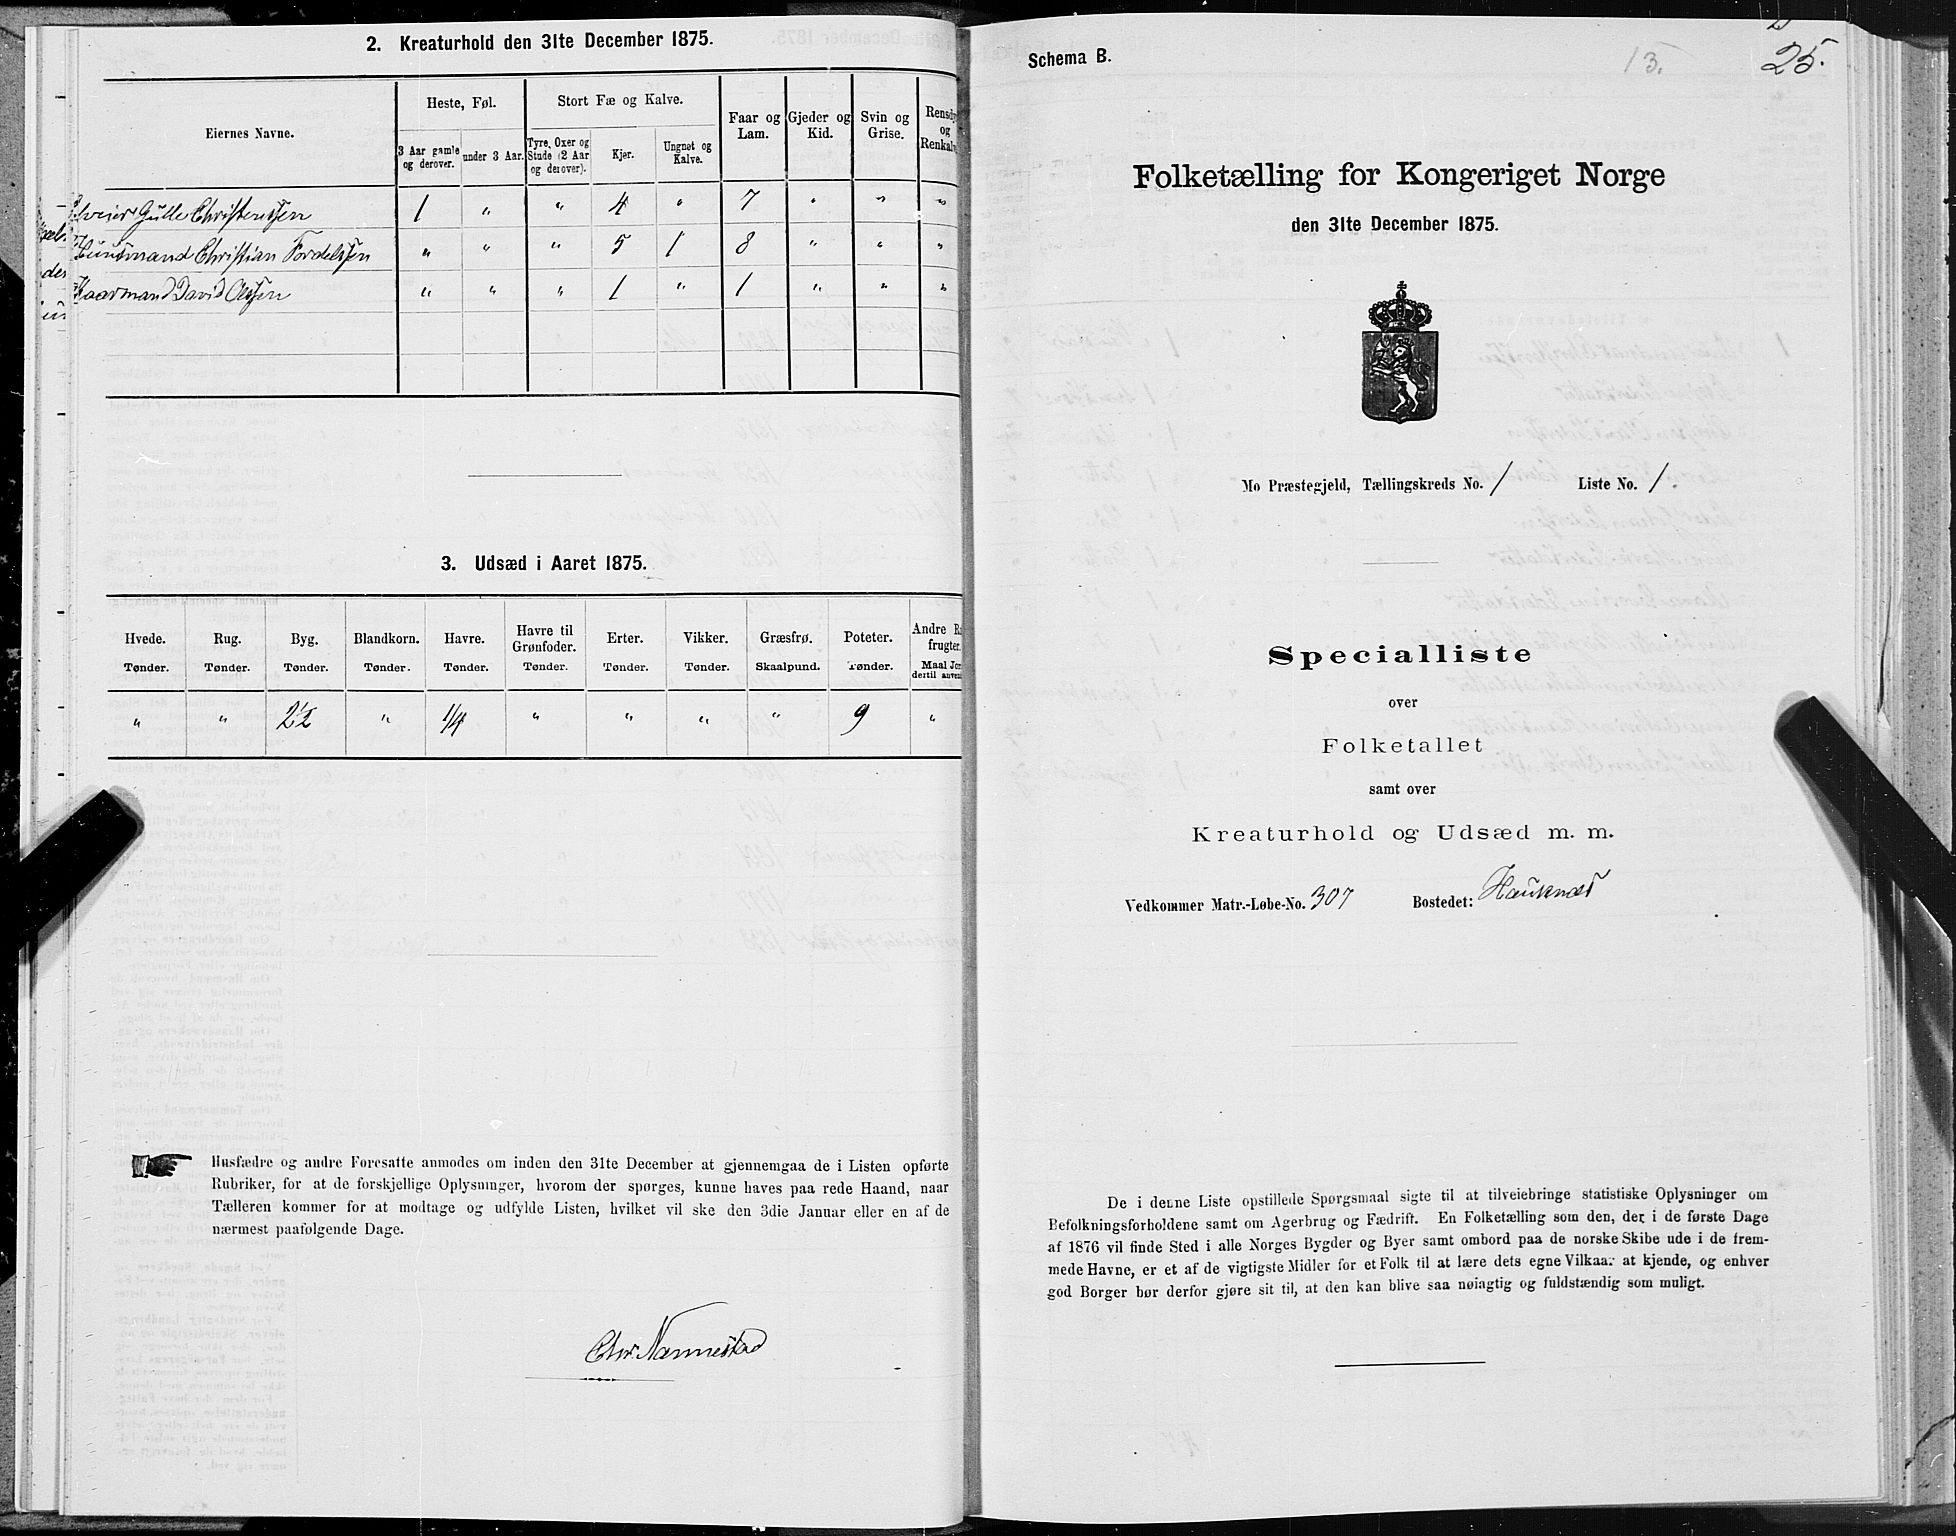 2. Kreaturhold den 31te December 1875.
Eiernes Navne.
Heste, Føl.
Stort Fæ og Kalve.
Faar og Lam.
Gjeder og Kid.
Svin og Grise.
og
3 Aar gamle og derover.
under 3 Aar.
Tyre, Oxer og Stude (2 Aar og derover).
Kjør.
Ungnøt og Kalve.
Gulle Christenssen 1 " " 4 " 7 " " "
Huusmand Christian " " " 5 1 8 " " "
David Olssen " " " 1 " 1 " " "
3. Udsæd i Aaret 1875.
Hvede. Rug. Byg. Blandkorn. Havre. Havre til Grønfoder. Erter. Vikker. Græsfrø. Poteter. Andre
Tønder. Tønder. Tønder. Tønder. Tønder. Tønder. Tønder. Tønder. Skaalpund. Tønder. Maal
" " 2½ " ¼ " " " " 9 "
Husfædre og andre Foresatte anmodes om inden den 31te December at gjennemgaa de i Listen opførte
Rubriker, for at de forskjellige Oplysninger, hvorom der spørges, kunne haves paa rede Haand, naar
Tælleren kommer for at modtage og udfylde Listen, hvilket vil ske den 3die Januar eller en af de
nærmest paafølgende Dage.
Chr. Nannestad
Schema B.
13.
25.
Folketælling for Kongeriget Norge
den 31te December 1875.
Mo Præstegjeld, Tællingskreds No. 1 Liste No. 1.
Specialliste
over
Folketallet
samt over
Kreaturhold og Udsæd m. m.
Vedkommer Matr.-Løbe-No. 307 Bostedet: Hauknæs
De i denne Liste opstillede Spørgsmaal sigte til at tilveiebringe statistiske Oplysninger om
Befolkningsforholdene samt om Agerbrug og Fædrift. En Folketælling som den, der i de første Dage
af 1876 vil finde Sted i alle Norges Bygder og Byer samt ombord paa de norske Skibe ude i de frem-
mede Havne, er et af de vigtigste Midler for et Folk til at lære dets egne Vilkaar at kjende, og enhver
god Borger bør derfor gjøre sit til, at den kan blive saa nøiagtig og fuldstændig som muligt.